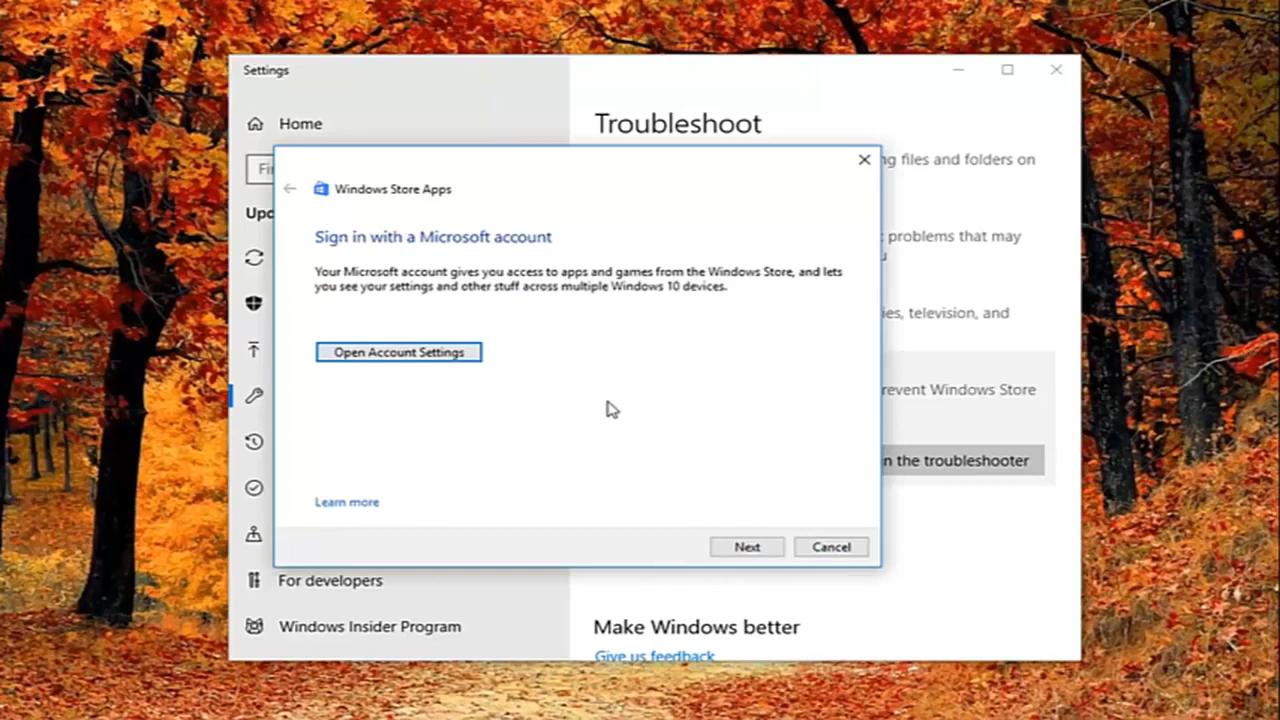 Settings
Home
Troubleshoot
files and folders on
Windows Store Apps
Sign in with a Microsoft account
problems that may
Your Microsoft account gives you access to apps and games from the Windows Store, and lets
you see your settings and other stuff across multiple Windows 10 devices.
television, and
Open Account Settings
Windows Store
the troubleshooter
Learn more
Next
Cancel
For developers
Windows Insider Program
Make Windows better
Give us feedback